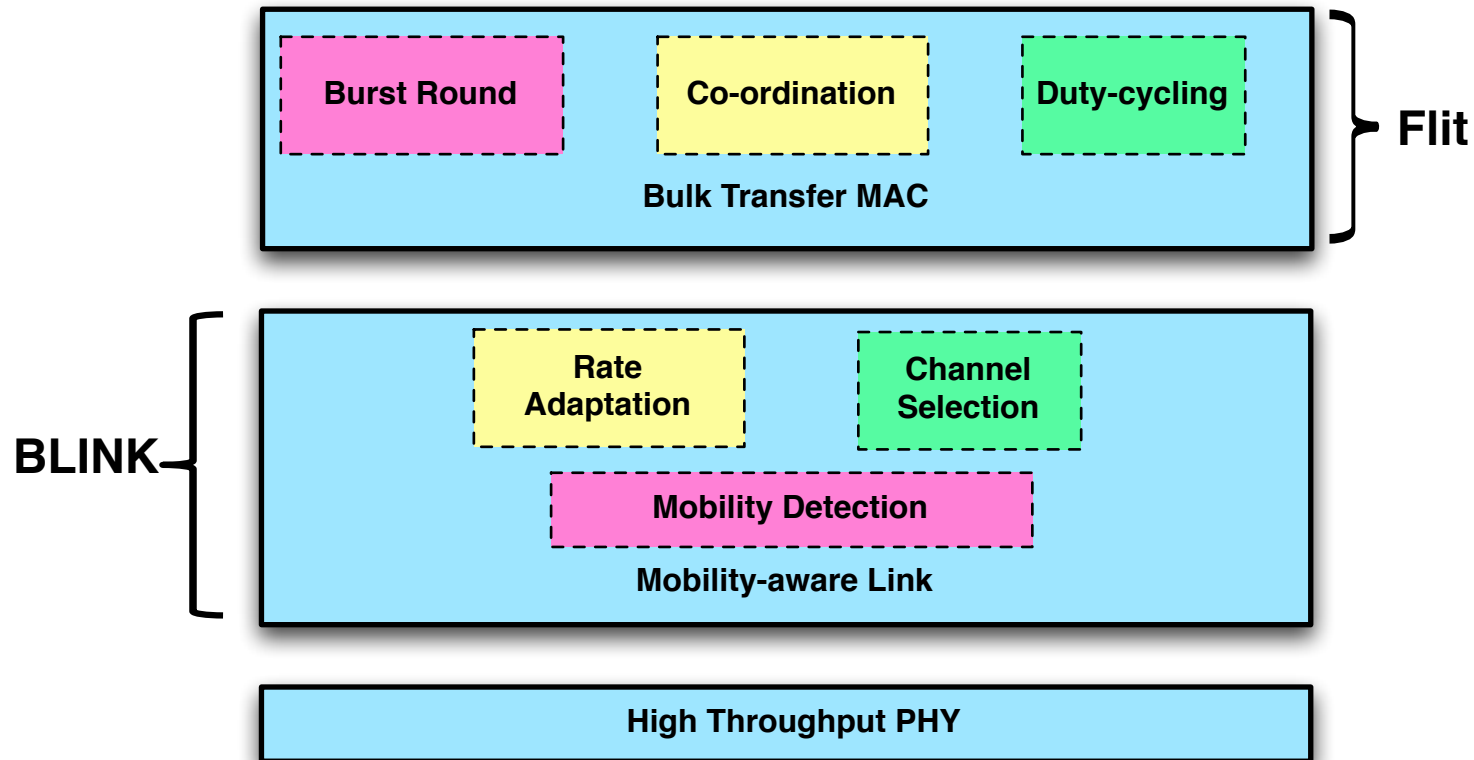 Burst Round
Co-ordination
Duty-cycling
Flit
Bulk Transfer MAC
Rate
Adaptation
Channel
Selection
BLINK
Mobility Detection
Mobility-aware Link
High Throughput PHY